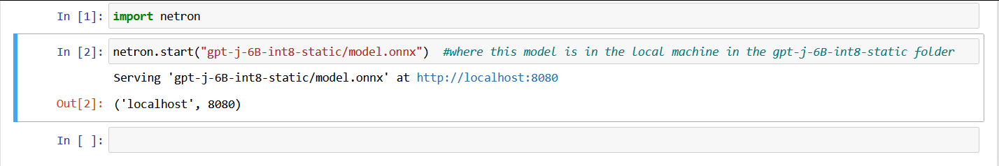 In [1]: import netron
In [2]: netron.start("gpt-j-6B-int8-static/model.onnx")  #where this model is in the local machine in the gpt-j-6B-int8-static folder
Serving 'gpt-j-6B-int8-static/model.onnx' at http://localhost:8080
Out[2]: ('localhost', 8080)
In [ ]: